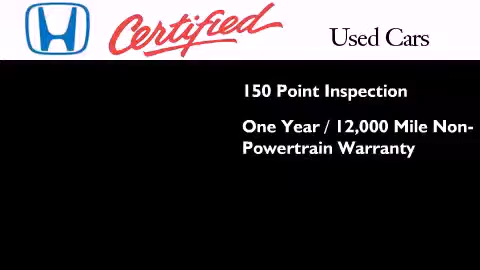 Certified Used Cars
150 Point Inspection
One Year / 12,000 Mile Non-
Powertrain Warranty